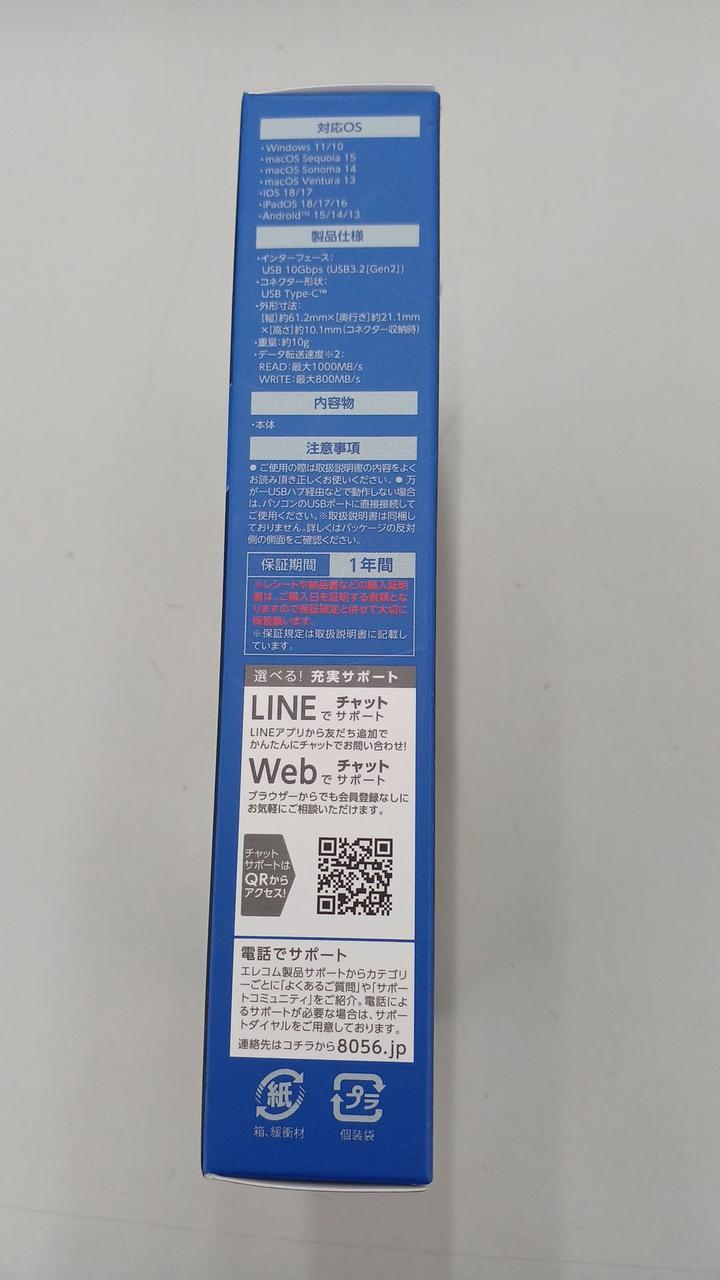 対応OS
・Windows 11/10
・macOS Sequoia 15
・macOS Sonoma 14
・macOS Ventura 13
・iOS 18/17
・iPadOS 18/17/16
・Android™ 15/14/13
製品仕様
・インターフェース：
USB 10Gbps (USB3.2[Gen2])
・コネクター形状：
USB Type-C™
・外形寸法：
[幅]約61.2mm×[奥行き]約21.1mm
×[高さ]約10.1mm(コネクター収納時)
・重量：約10g
・データ転送速度※2：
READ：最大1000MB/s
WRITE：最大800MB/s
内容物
・本体
注意事項
● ご使用の際は取扱説明書の内容をよく
お読み頂き正しくお使いください。● 万
が一USBハブ経由などで動作しない場合
は、パソコンのUSBポートに直接接続して
ご使用ください。※取扱説明書は同梱し
ておりません。詳しくはパッケージの反対
側の側面をご確認ください。
保証期間 1年間
※レシートや納品書などの購入証明
書は、ご購入日を証明する書類とな
りますので保証規定と併せて大切に
保管願います。
※保証規定は取扱説明書に記載し
ています。
選べる! 充実サポート
LINEで チャットサポート
LINEアプリから友だち追加で
かんたんにチャットでお問い合わせ!
Webで チャットサポート
ブラウザーからでも会員登録なしに
お気軽にご相談いただけます。
チャット
サポートは
QRから
アクセス!
電話でサポート
エレコム製品サポートからカテゴリ
ーごとに「よくあるご質問」や「サポー
トコミュニティ」をご紹介。電話によ
るサポートが必要な場合は、サポー
トダイヤルをご用意しております。
連絡先はコチラから8056.jp
紙
プラ
箱、緩衝材
個装袋